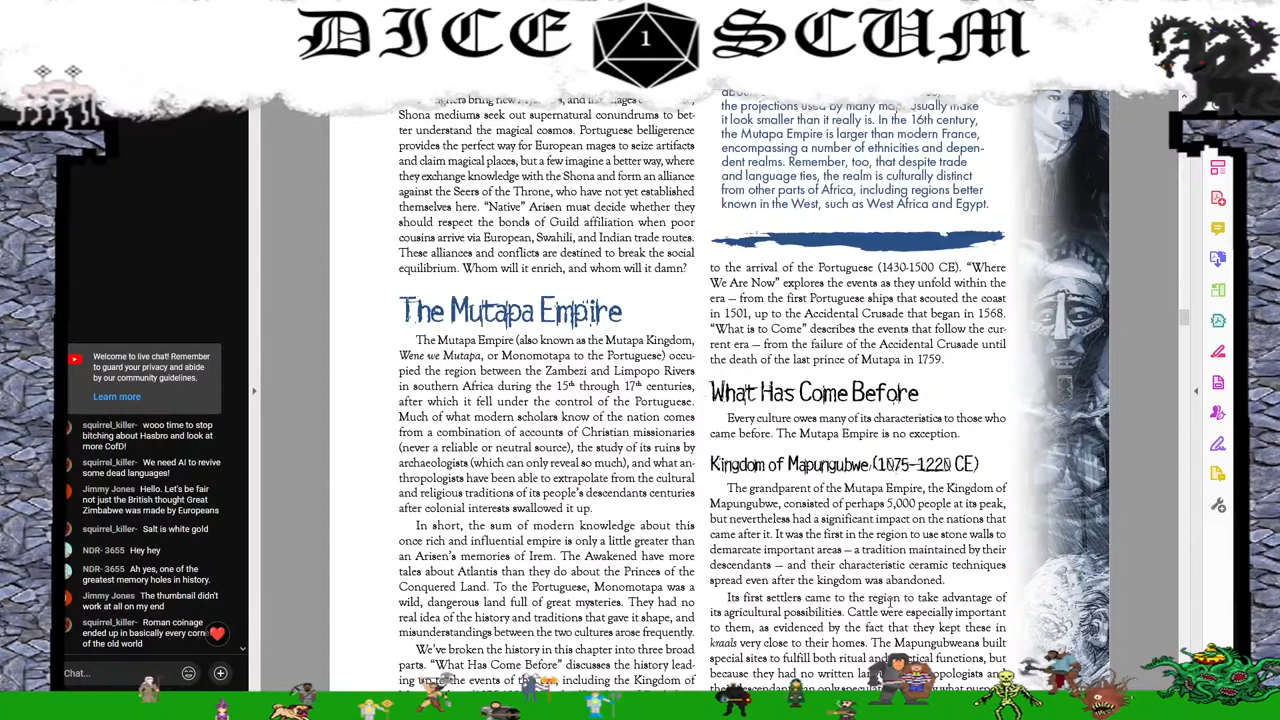 DICE 1 SCUM
Welcome to live chat! Remember
to guard your privacy and abide
by our community guidelines.
Learn more
squirrel_killer- wooo time to stop
bitching about Hasbro and look at
more CofD!
squirrel_killer- We need AI to revive
some dead languages!
Jimmy Jones Hello. Let's be fair
not just the British thought Great
Zimbabwe was made by Europeans
squirrel_killer- Salt is white gold
NDR- 3655 Hey hey
NDR- 3655 Ah yes, one of the
greatest memory holes in history.
Jimmy Jones The thumbnail didn't
work at all on my end
squirrel_killer- Roman coinage
ended up in basically every corn
of the old world
Chat...
bring new
Shona mediums seek out supernatural conundrums to bet-
ter understand the magical cosmos. Portuguese belligerence
provides the perfect way for European mages to seize artifacts
and claim magical places, but a few imagine a better way, where
they exchange knowledge with the Shona and form an alliance
against the Seers of the Throne, who have not yet established
themselves here. "Native" Arisen must decide whether they
should respect the bonds of Guild affiliation when poor
cousins arrive via European, Swahili, and Indian trade routes.
These alliances and conflicts are destined to break the social
equilibrium. Whom will it enrich, and whom will it damn?
The Mutapa Empire
The Mutapa Empire (also known as the Mutapa Kingdom,
Wene we Mutapa, or Monomotapa to the Portuguese) occu-
pied the region between the Zambezi and Limpopo Rivers
in southern Africa during the 15th through 17th centuries,
after which it fell under the control of the Portuguese.
Much of what modern scholars know of the nation comes
from a combination of accounts of Christian missionaries
(never a reliable or neutral source), the study of its ruins by
archaeologists (which can only reveal so much), and what an-
thropologists have been able to extrapolate from the cultural
and religious traditions of its people's descendants centuries
after colonial interests swallowed it up.
In short, the sum of modern knowledge about this
once rich and influential empire is only a little greater than
an Arisen's memories of Irem. The Awakened have more
tales about Atlantis than they do about the Princes of the
Conquered Land. To the Portuguese, Monomotapa was a
wild, dangerous land full of great mysteries. They had no
real idea of the history and traditions that gave it shape, and
misunderstandings between the two cultures arose frequently.
We've broken the history in this chapter into three broad
parts. "What Has Come Before" discusses the history lead-
ing up to the events of the era, including the Kingdom of
the projections used by many maps usually make
it look smaller than it really is. In the 16th century,
the Mutapa Empire is larger than modern France,
encompassing a number of ethnicities and depen-
dent realms. Remember, too, that despite trade
and language ties, the realm is culturally distinct
from other parts of Africa, including regions better
known in the West, such as West Africa and Egypt.
to the arrival of the Portuguese (1430-1500 CE). "Where
We Are Now" explores the events as they unfold within the
era — from the first Portuguese ships that scouted the coast
in 1501, up to the Accidental Crusade that began in 1568.
"What is to Come" describes the events that follow the cur-
rent era — from the failure of the Accidental Crusade until
the death of the last prince of Mutapa in 1759.
What Has Come Before
Every culture owes many of its characteristics to those who
came before. The Mutapa Empire is no exception.
Kingdom of Mapungubwe (1075–1220 CE)
The grandparent of the Mutapa Empire, the Kingdom of
Mapungubwe, consisted of perhaps 5,000 people at its peak,
but nevertheless had a significant impact on the nations that
came after it. It was the first in the region to use stone walls to
demarcate important areas — a tradition maintained by their
descendants — and their characteristic ceramic techniques
spread even after the kingdom was abandoned.
Its first settlers came to the region to take advantage of
its agricultural possibilities. Cattle were especially important
to them, as evidenced by the fact that they kept these in
kraals very close to their homes. The Mapungubweans built
special sites to fulfill both ritual and practical functions, but
because they had no written